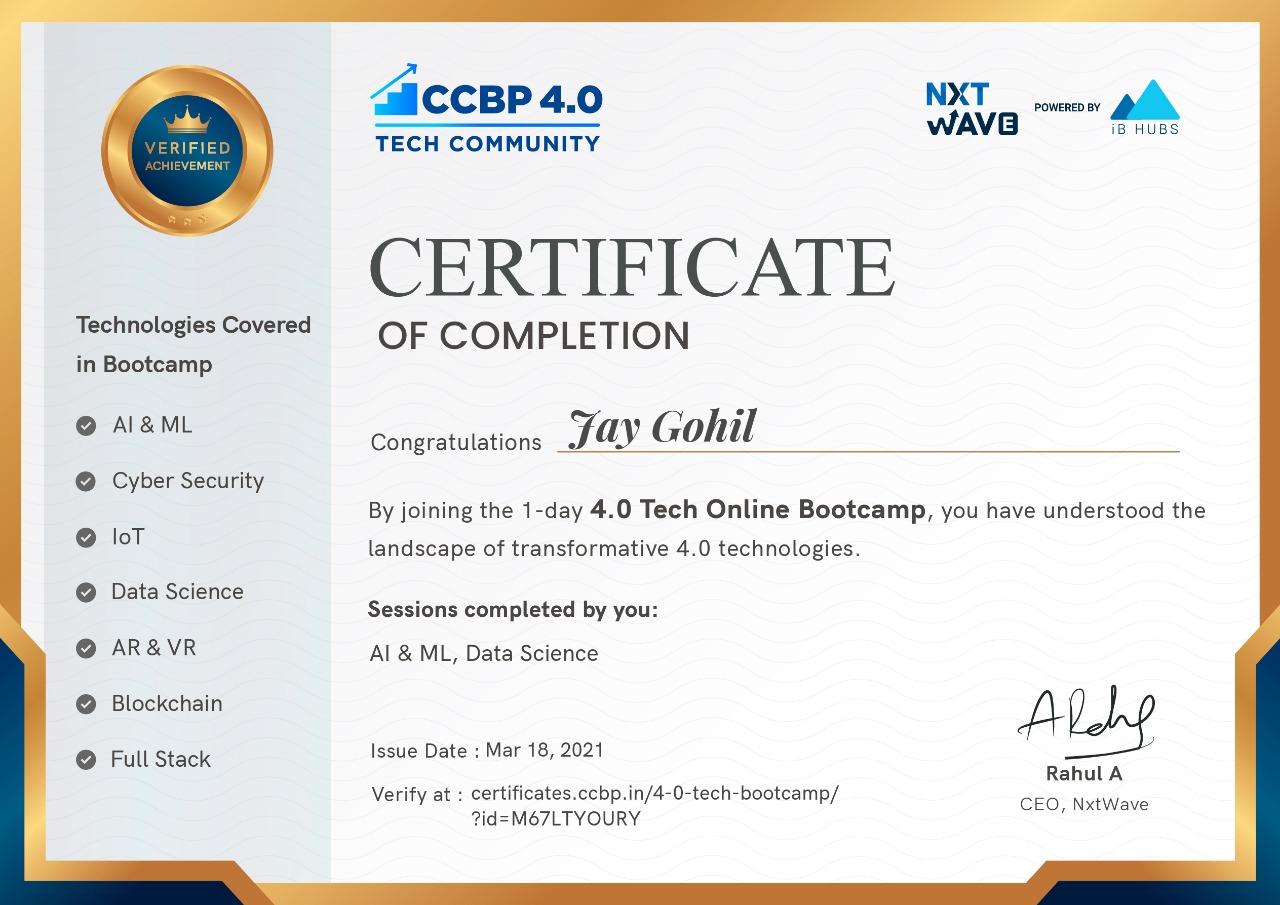 VERIFIED
ACHIEVEMENT
CCBP 4.0
TECH COMMUNITY
NXT
WAVE
POWERED BY
iB HUBS
CERTIFICATE
OF COMPLETION
Technologies Covered
in Bootcamp
AI & ML
Cyber Security
IoT
Data Science
AR & VR
Blockchain
Full Stack
Congratulations Jay Gohil
By joining the 1-day 4.0 Tech Online Bootcamp, you have understood the
landscape of transformative 4.0 technologies.
Sessions completed by you:
AI & ML, Data Science
Issue Date : Mar 18, 2021
Verify at : certificates.ccbp.in/4-0-tech-bootcamp/
?id=M67LTYOURY
Rahul A
CEO, NxtWave